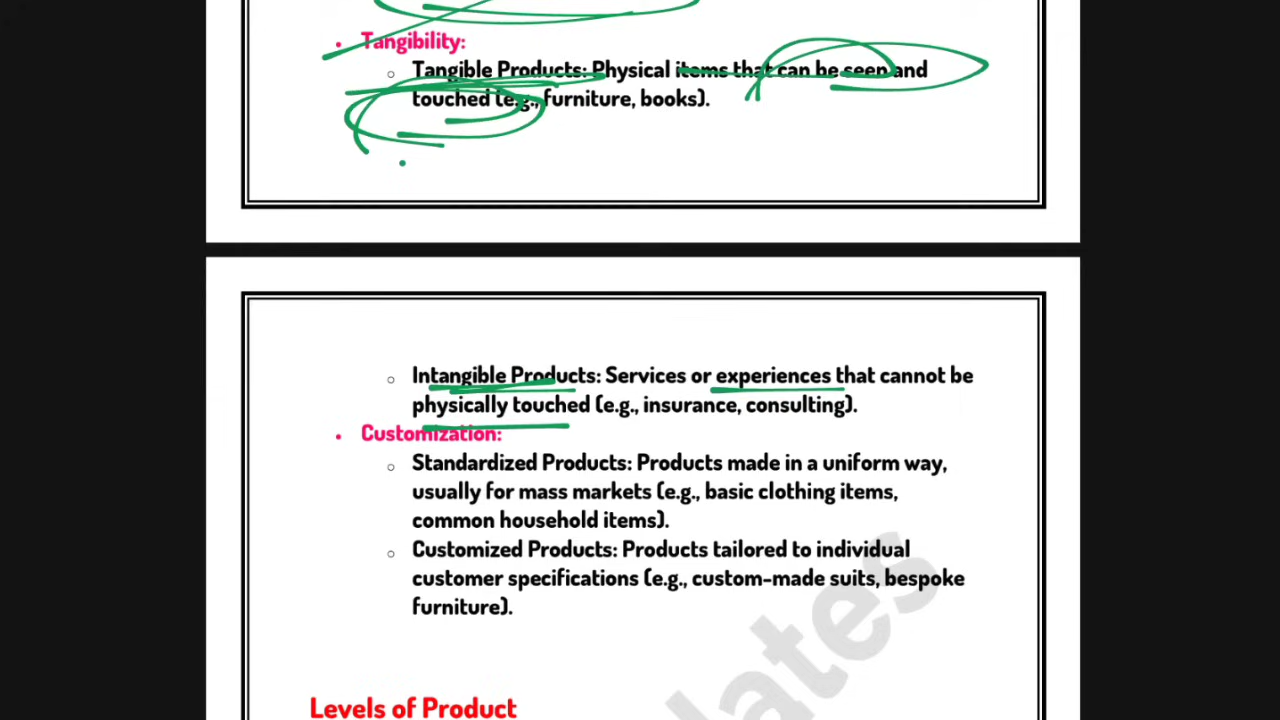 • Tangibility:
○ Tangible Products: Physical items that can be seen and
touched (e.g., furniture, books).
○ Intangible Products: Services or experiences that cannot be
physically touched (e.g., insurance, consulting).
• Customization:
○ Standardized Products: Products made in a uniform way,
usually for mass markets (e.g., basic clothing items,
common household items).
○ Customized Products: Products tailored to individual
customer specifications (e.g., custom-made suits, bespoke
furniture).
Levels of Product